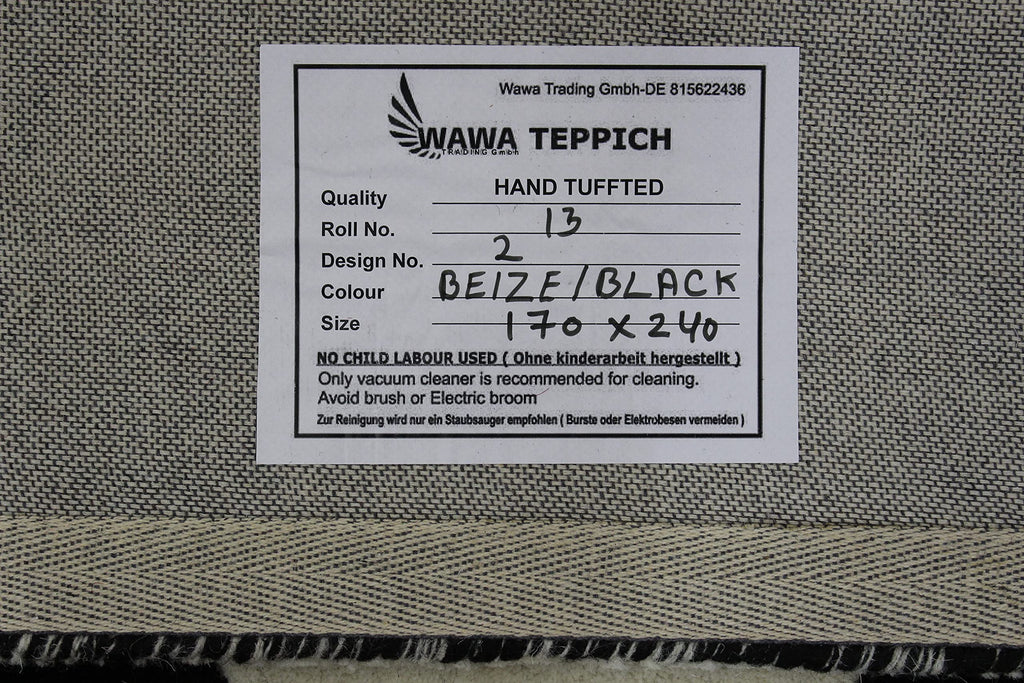 Wawa Trading Gmbh-DE 815622436
WAWA TEPPICH
TRADING Gmbh
Quality HAND TUFFTED
Roll No. 13
Design No. 2
Colour BEIZE/BLACK
Size 170 x 240
NO CHILD LABOUR USED ( Ohne kinderarbeit hergestellt )
Only vacuum cleaner is recommended for cleaning.
Avoid brush or Electric broom
Zur Reinigung wird nur ein Staubsauger empfohlen ( Burste oder Elektrobesen vermeiden )